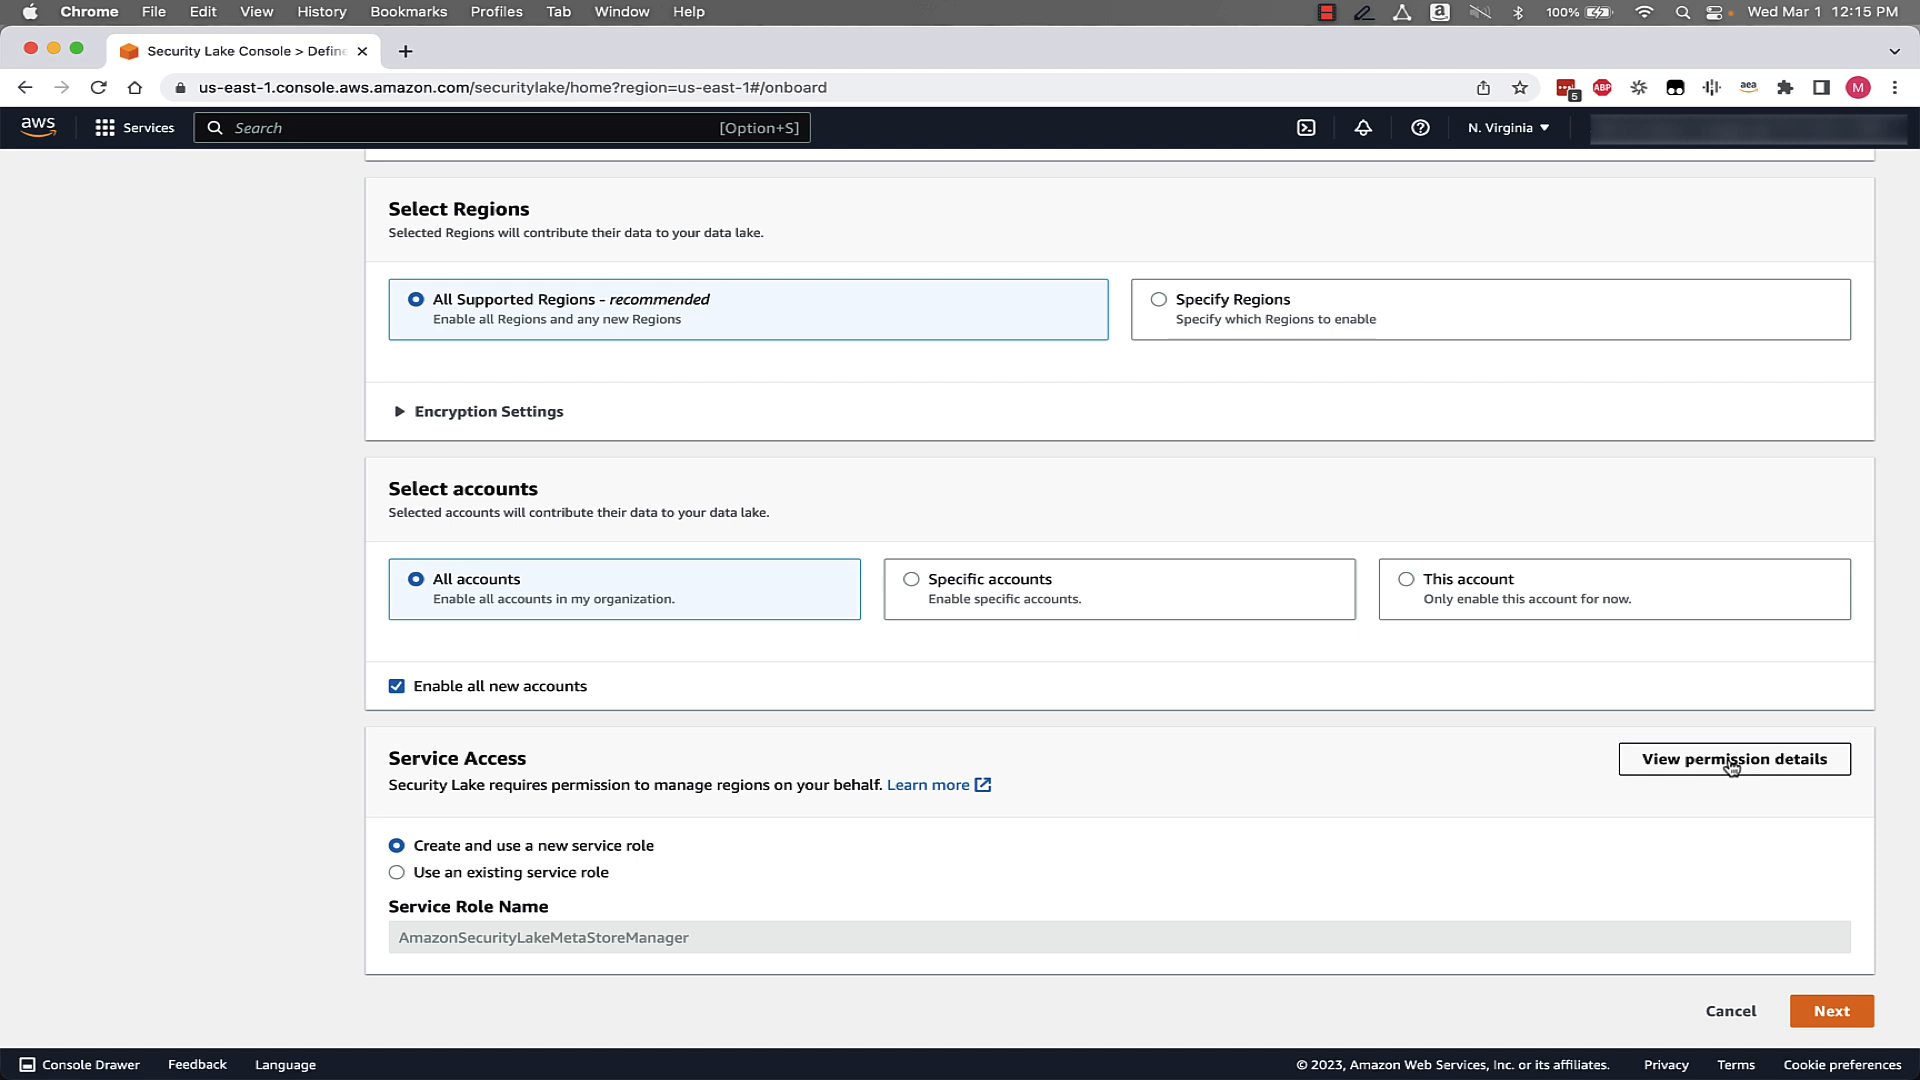 Chrome File Edit View History Bookmarks Profiles Tab Window Help 100% Wed Mar 1 12:15 PM
Security Lake Console > Define
us-east-1.console.aws.amazon.com/securitylake/home?region=us-east-1#/onboard
5 ABP aea M
aws Services Search [Option+S] N. Virginia
Select Regions
Selected Regions will contribute their data to your data lake.
All Supported Regions - recommended
Enable all Regions and any new Regions
Specify Regions
Specify which Regions to enable
Encryption Settings
Select accounts
Selected accounts will contribute their data to your data lake.
All accounts
Enable all accounts in my organization.
Specific accounts
Enable specific accounts.
This account
Only enable this account for now.
Enable all new accounts
Service Access
View permission details
Security Lake requires permission to manage regions on your behalf. Learn more
Create and use a new service role
Use an existing service role
Service Role Name
AmazonSecurityLakeMetaStoreManager
Cancel Next
Console Drawer Feedback Language © 2023, Amazon Web Services, Inc. or its affiliates. Privacy Terms Cookie preferences